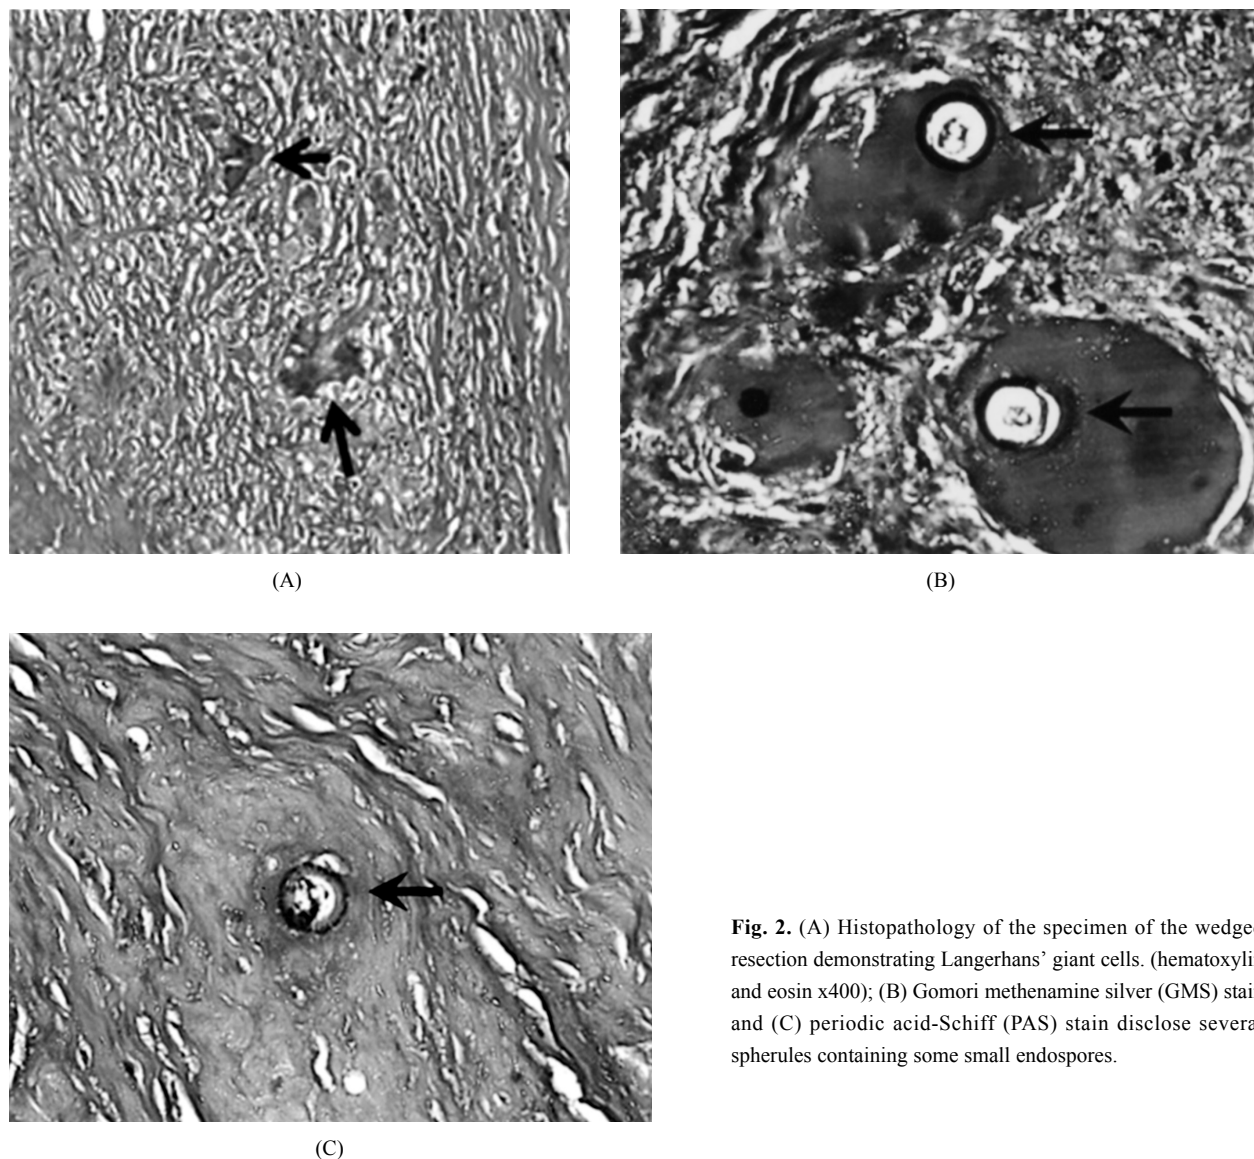 (A)
(B)
(C)
Fig. 2. (A) Histopathology of the specimen of the wedge
resection demonstrating Langerhans' giant cells. (hematoxylin
and eosin x400); (B) Gomori methenamine silver (GMS) stain
and (C) periodic acid-Schiff (PAS) stain disclose several
spherules containing some small endospores.